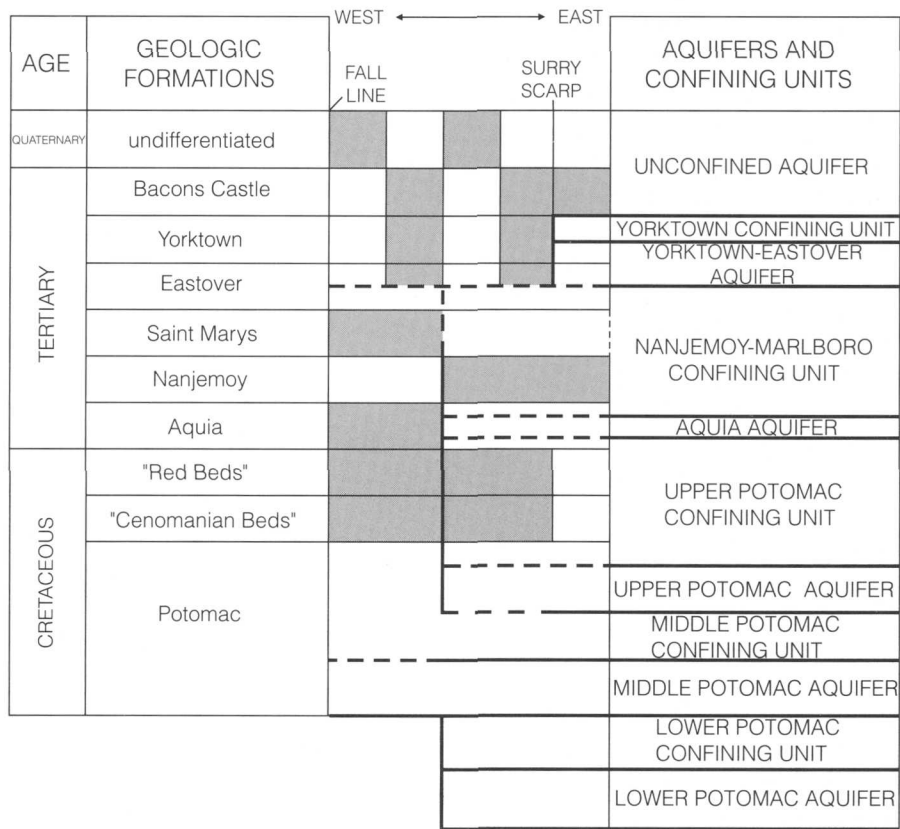 WEST EAST
AGE
GEOLOGIC
FORMATIONS
FALL
LINE
SURRY
SCARP
AQUIFERS AND
CONFINING UNITS
QUATERNARY
undifferentiated
UNCONFINED AQUIFER
TERTIARY
Bacons Castle
Yorktown
YORKTOWN CONFINING UNIT
YORKTOWN-EASTOVER
AQUIFER
Eastover
Saint Marys
NANJEMOY-MARLBORO
CONFINING UNIT
Nanjemoy
Aquia
AQUIA AQUIFER
CRETACEOUS
"Red Beds"
UPPER POTOMAC
CONFINING UNIT
"Cenomanian Beds"
Potomac
UPPER POTOMAC AQUIFER
MIDDLE POTOMAC
CONFINING UNIT
MIDDLE POTOMAC AQUIFER
LOWER POTOMAC
CONFINING UNIT
LOWER POTOMAC AQUIFER